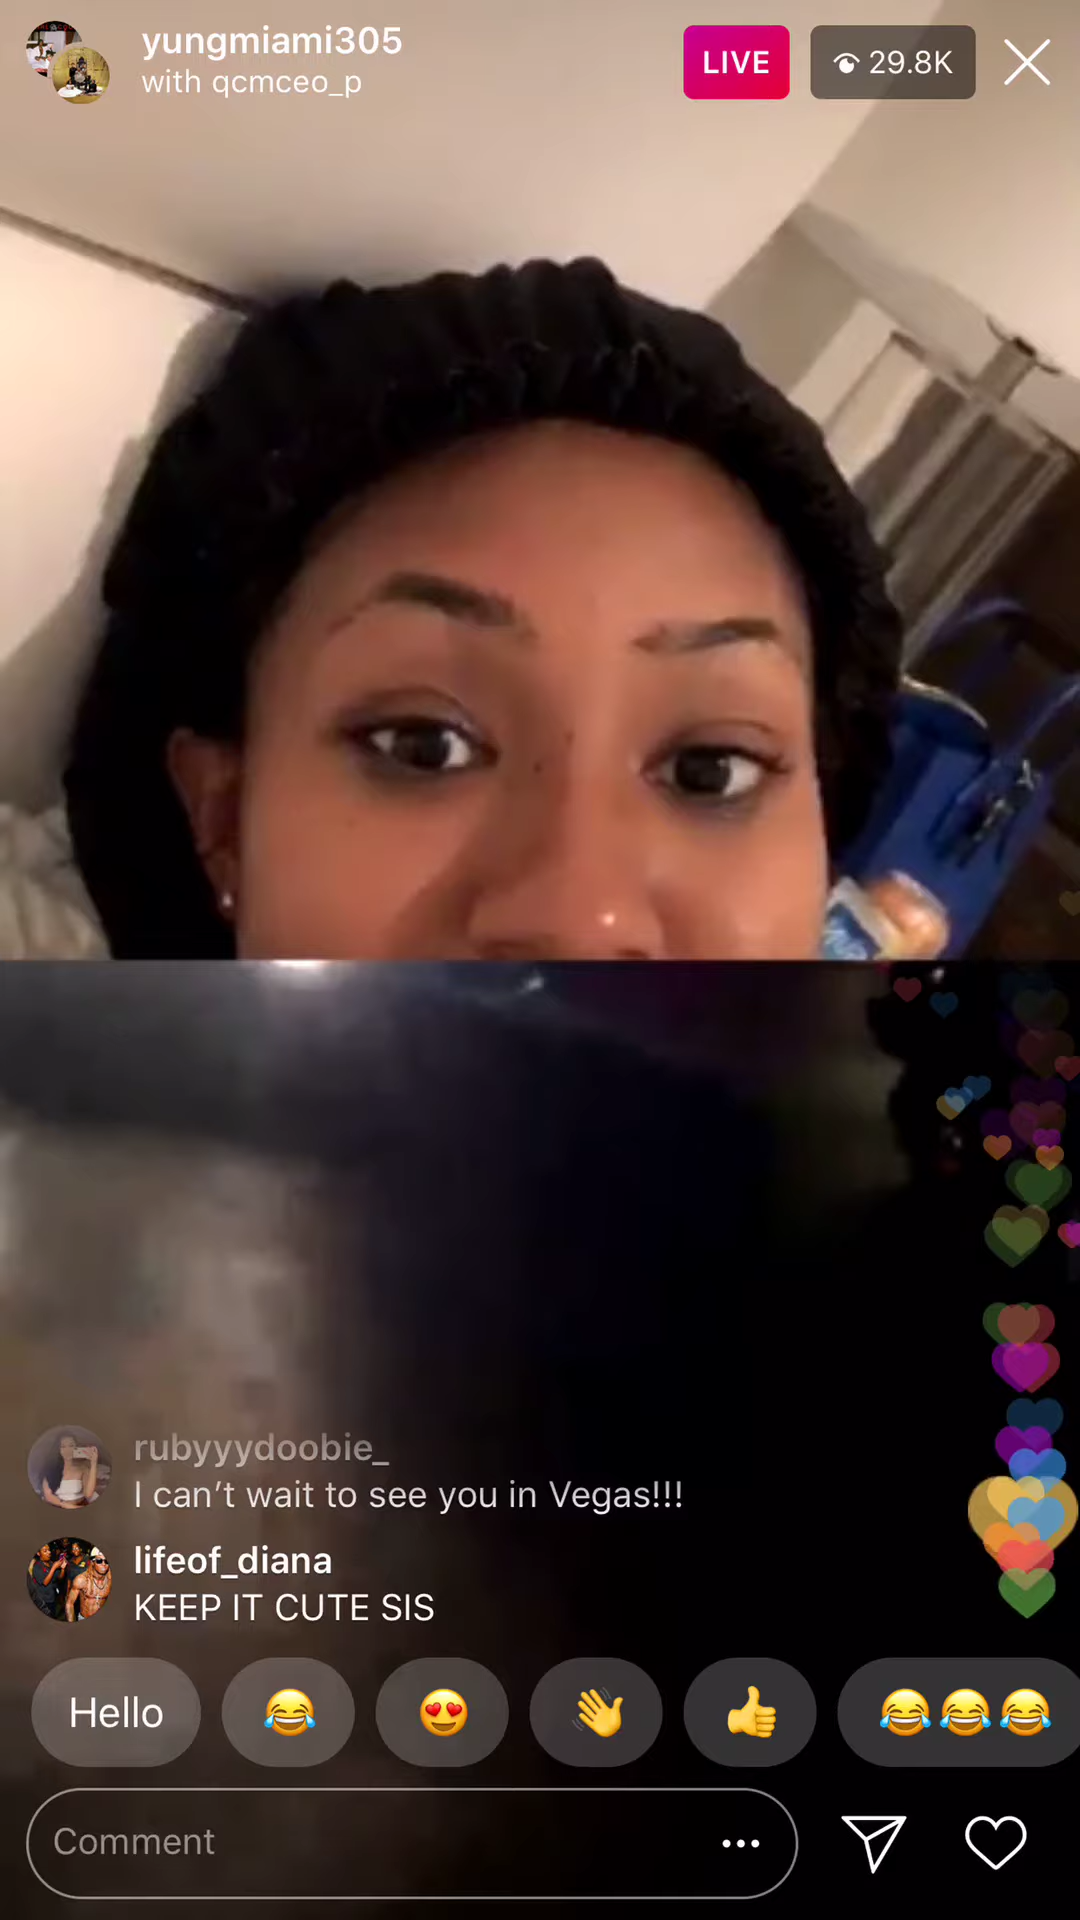 yungmiami305
with qcmceo_p
LIVE
29.8K
rubyyydoobie_
I can’t wait to see you in Vegas!!!
lifeof_diana
KEEP IT CUTE SIS
Hello
😂
😍
👋
👍
😂😂😂
Comment